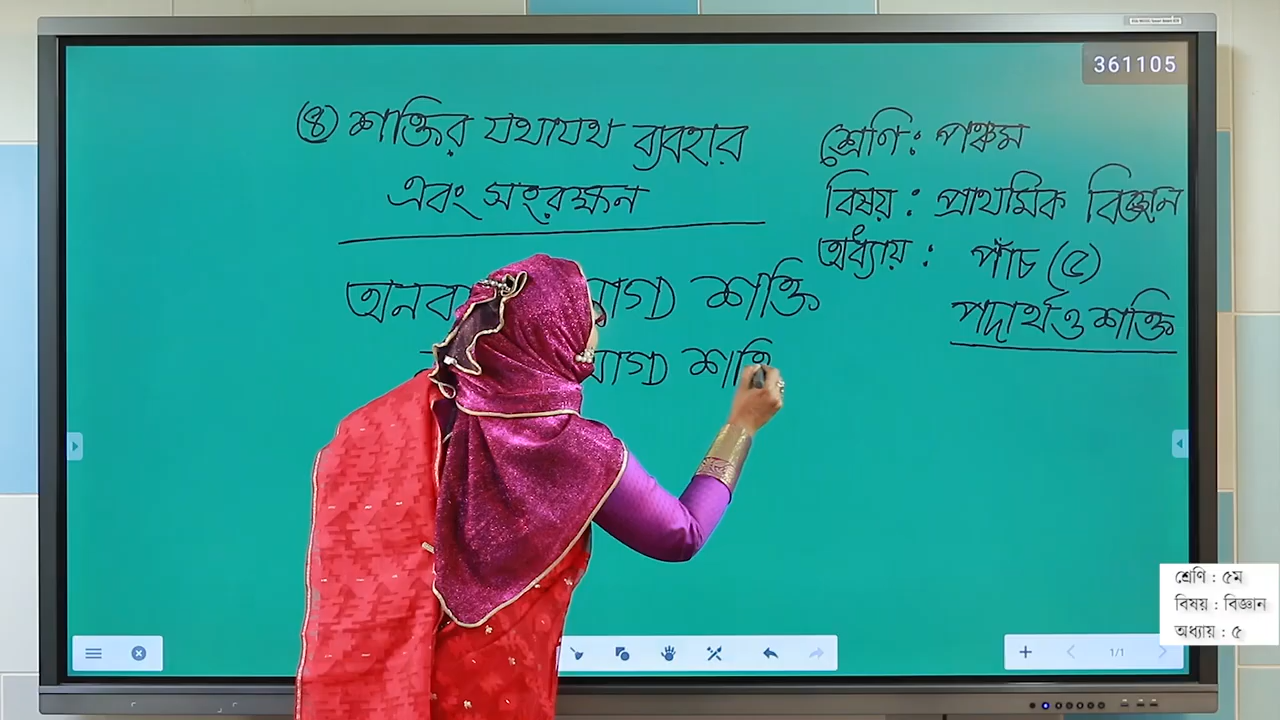 361105
(৪) শক্তির যথাযথ ব্যবহার
এবং সংরক্ষন
শক্তি
শক্তি
শ্রেণি : পঞ্চম
বিষয় : প্রাথমিক বিজ্ঞান
অধ্যায় : পাঁচ (৫)
পদার্থ ও শক্তি
শ্রেণি : ৫ম
বিষয় : বিজ্ঞান
অধ্যায় : ৫
1/1